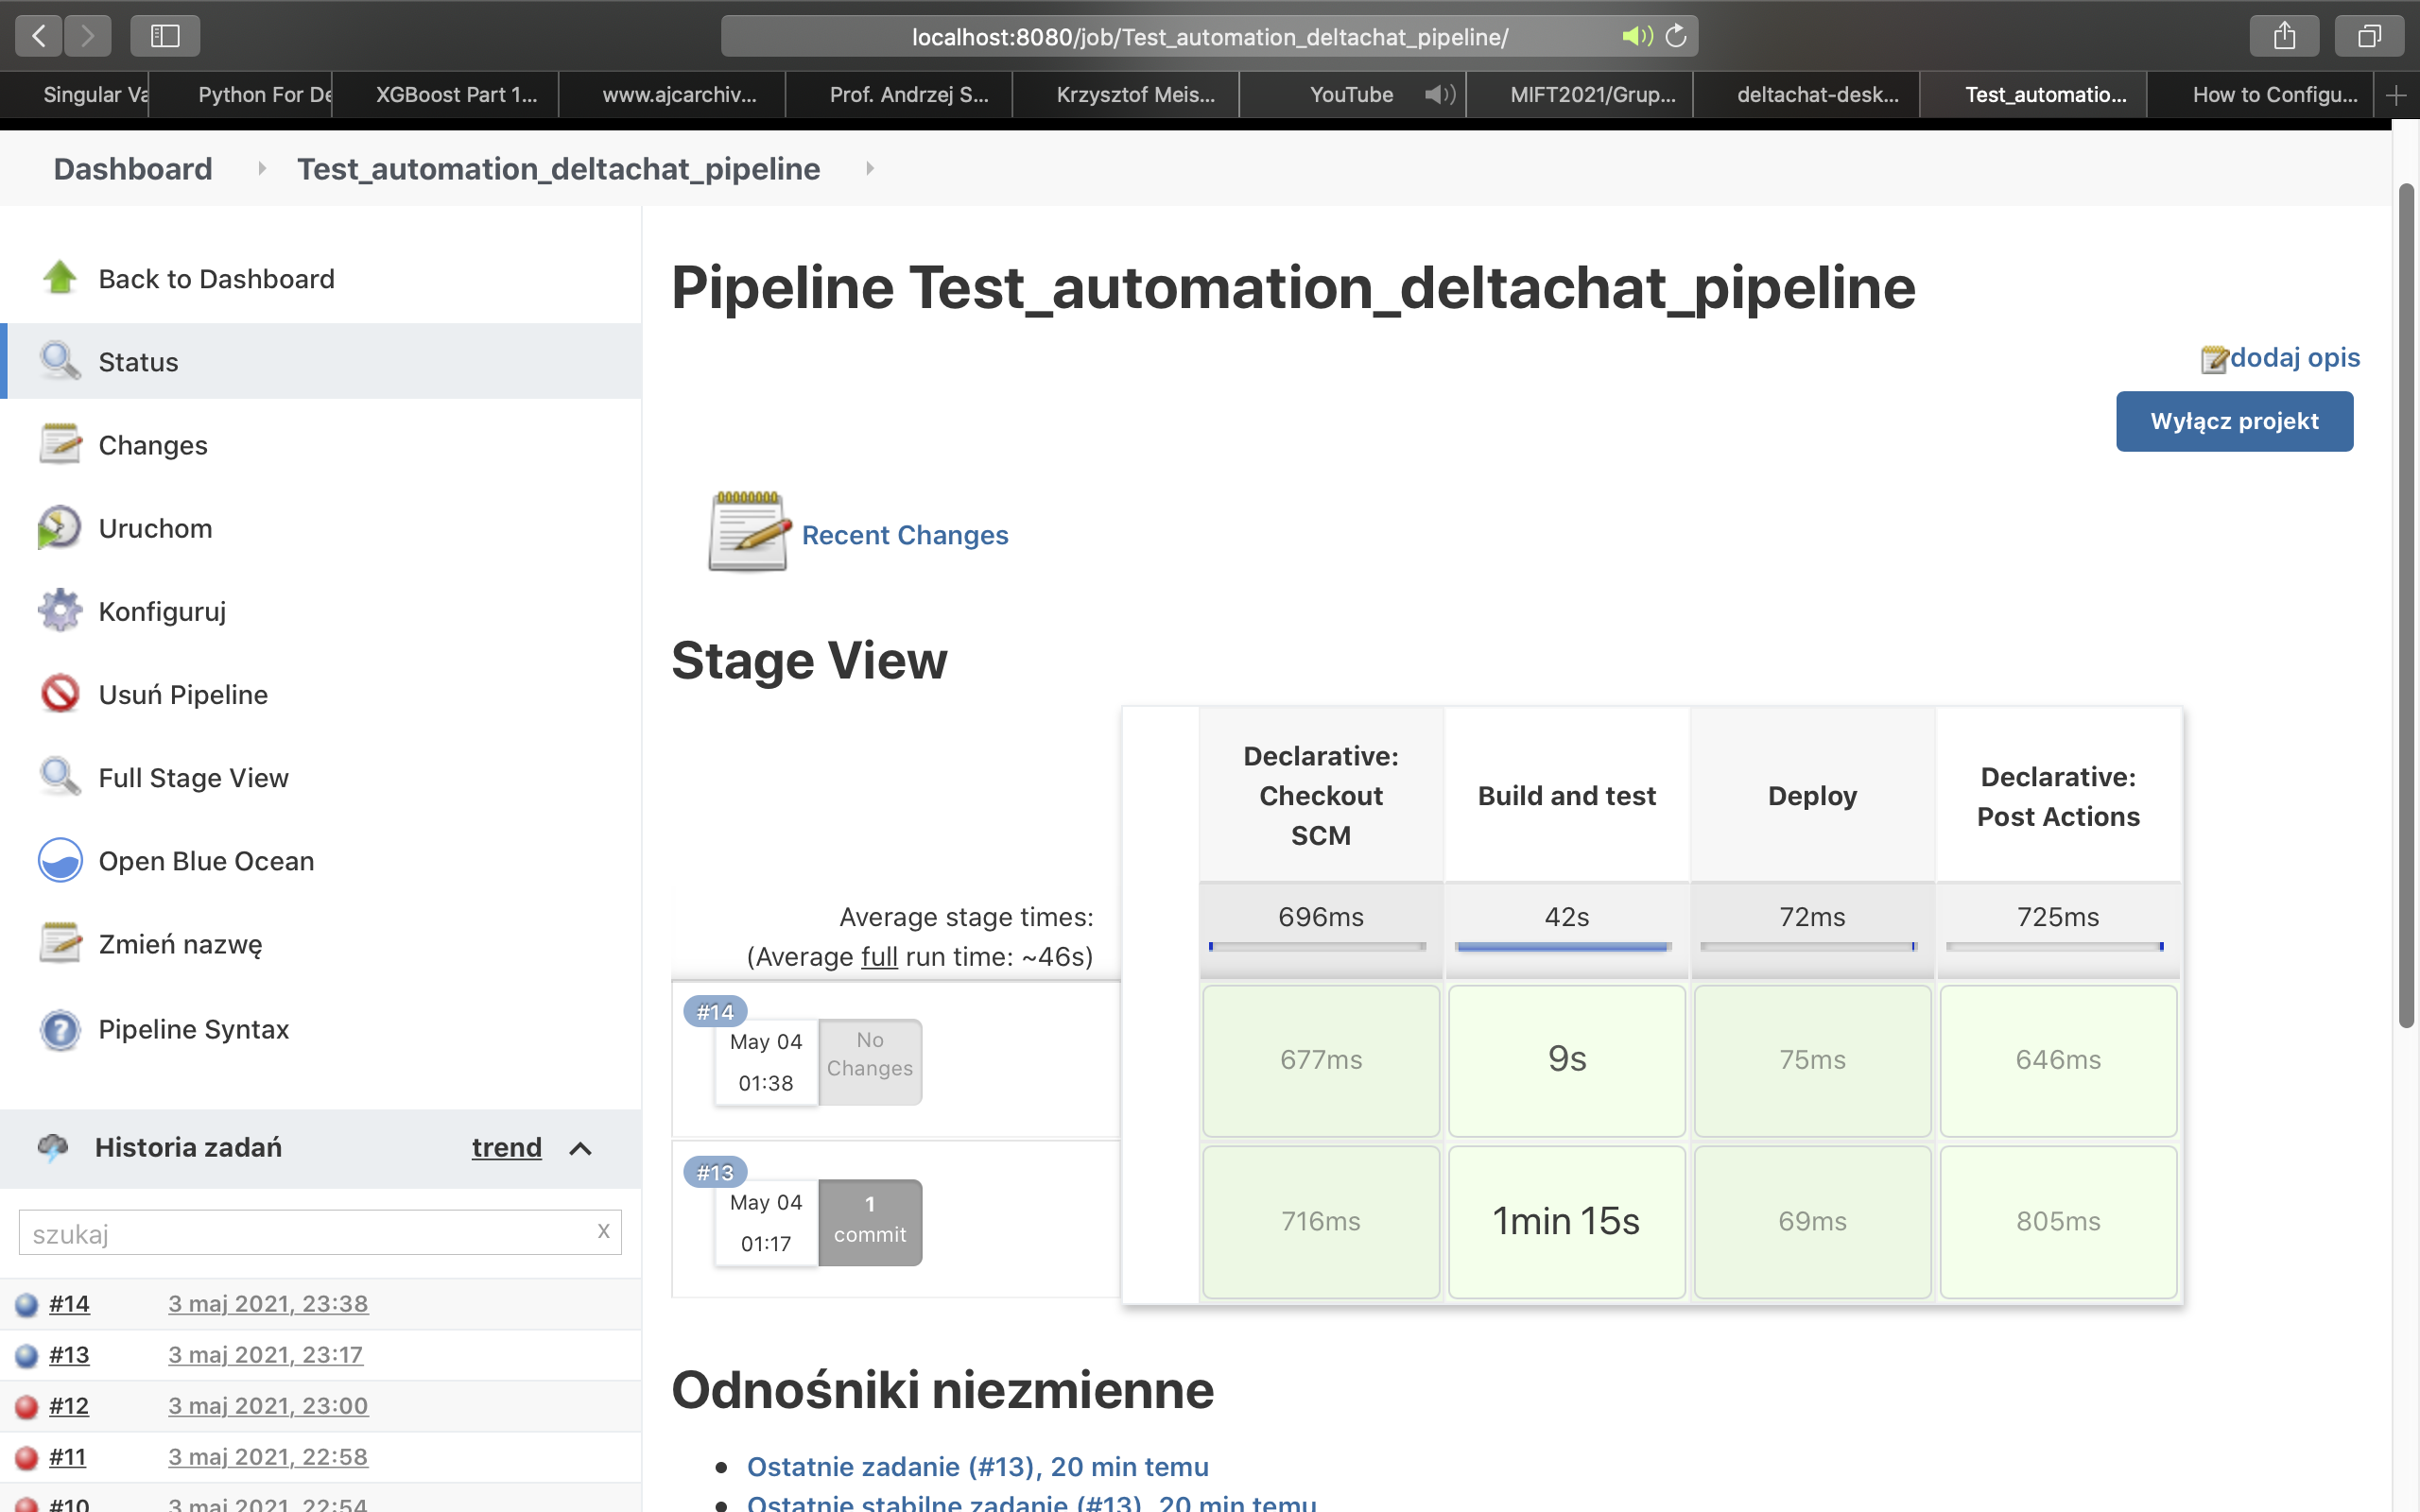 localhost:8080/job/Test_automation_deltachat_pipeline/
Singular Va
Python For De
XGBoost Part 1...
www.ajcarchiv...
Prof. Andrzej S...
Krzysztof Meis...
YouTube
MIFT2021/Grup...
deltachat-desk...
Test_automatio...
How to Configu...
Dashboard
Test_automation_deltachat_pipeline
Back to Dashboard
Status
Changes
Uruchom
Konfiguruj
Usuń Pipeline
Full Stage View
Open Blue Ocean
Zmień nazwę
Pipeline Syntax
Historia zadań
trend
szukaj
x
#14 3 maj 2021, 23:38
#13 3 maj 2021, 23:17
#12 3 maj 2021, 23:00
#11 3 maj 2021, 22:58
#10 3 maj 2021, 22:54
Pipeline Test_automation_deltachat_pipeline
dodaj opis
Wyłącz projekt
Recent Changes
Stage View
Declarative:
Checkout
SCM
Build and test
Deploy
Declarative:
Post Actions
Average stage times:
(Average full run time: ~46s)
696ms
42s
72ms
725ms
#14
May 04
01:38
No
Changes
677ms
9s
75ms
646ms
#13
May 04
01:17
1
commit
716ms
1min 15s
69ms
805ms
Odnośniki niezmienne
Ostatnie zadanie (#13), 20 min temu
Ostatnie stabilne zadanie (#13), 20 min temu